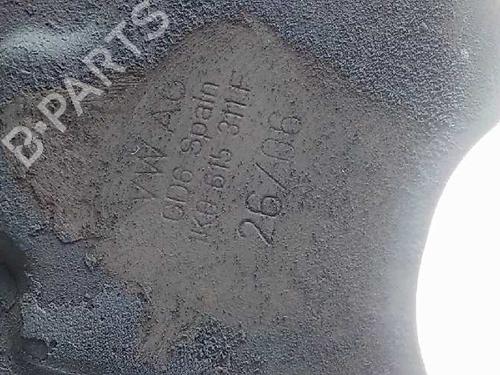 B-PARTS
VW AG
GD6 Spain
1K0 615 311.F
26/06